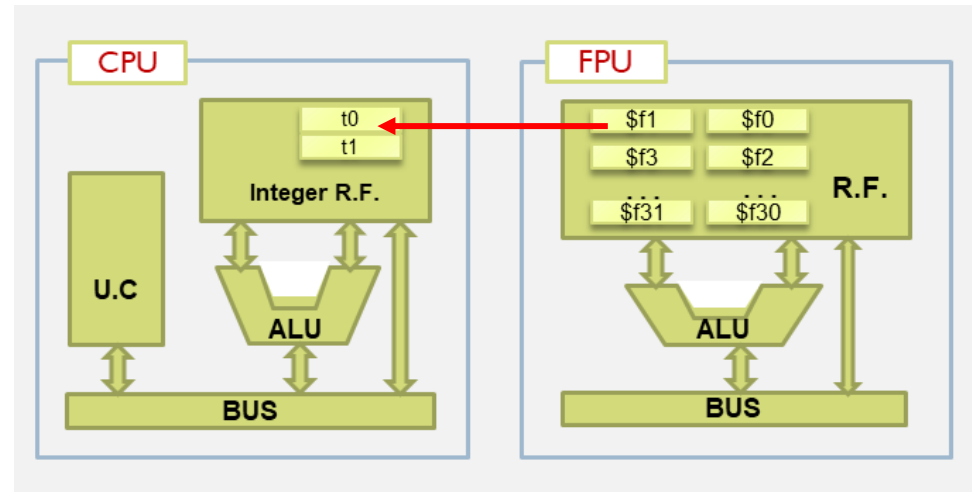 CPU
t0
t1
Integer R.F.
U.C
ALU
BUS
FPU
$f1 $f0
$f3 $f2
... ...
$f31 $f30
R.F.
ALU
BUS